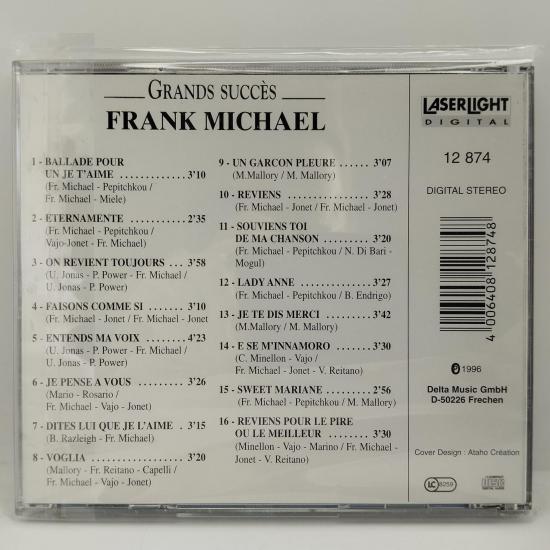 GRANDS SUCCÈS
FRANK MICHAEL
1 - BALLADE POUR
UN JE T'AIME ............. 3'10
(Fr. Michael - Pepitchkou /
Fr. Michael - Miele)
2 - ETERNAMENTE ............ 2'35
(Fr. Michael - Pepitchkou /
Vajo-Jonet - Fr. Michael)
3 - ON REVIENT TOUJOURS ... 3'58
(U. Jonas - P. Power - Fr. Michael /
U. Jonas - P. Power)
4 - FAISONS COMME SI ....... 3'10
(Fr. Michael - Jonet / Fr. Michael - Jonet
5 - ENTENDS MA VOIX ........ 4'23
(U. Jonas - P. Power - Fr. Michael /
U. Jonas - P. Power)
6 - JE PENSE A VOUS ......... 3'26
(Mario - Rosario /
Fr. Michael - Vajo - Jonet)
7 - DITES LUI QUE JE L'AIME . 3'15
(B. Razleigh - Fr. Michael)
8 - VOGLIA .................. 3'20
(Mallory - Fr. Reitano - Capelli /
Fr. Michael - Vajo - Jonet)
9 - UN GARCON PLEURE ...... 3'07
(M.Mallory / M. Mallory)
10 - REVIENS ................ 3'28
(Fr. Michael - Jonet / Fr. Michael - Jonet)
11 - SOUVIENS TOI
DE MA CHANSON ......... 3'20
(Fr. Michael - Pepitchkou / N. Di Bari -
Mogul)
12 - LADY ANNE .............. 3'27
(Fr. Michael - Pepitchkou / B. Endrigo)
13 - JE TE DIS MERCI ......... 3'42
(M.Mallory / M. Mallory)
14 - E SE M'INNAMORO ....... 3'30
(C. Minellon - Vajo /
Fr. Michael - Jonet - V. Reitano)
15 - SWEET MARIANE ......... 2'56
(Fr. Michael - Pepitchkou / M. Mallory)
16 - REVIENS POUR LE PIRE
OU LE MEILLEUR ......... 3'30
(Minellon - Vajo - Marino / Fr. Michael -
Jonet - V. Reitano)
LASERLIGHT
DIGITAL
12 874
DIGITAL STEREO
4 006408 128748
℗ 1996
Delta Music GmbH
D-50226 Frechen
Cover Design : Ataho Création
LC 8259
COMPACT
disc
DIGITAL AUDIO